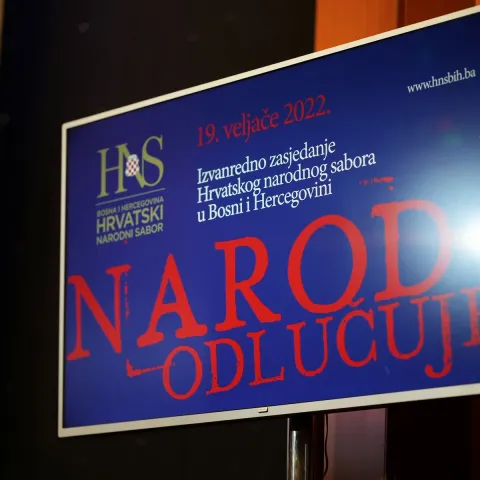 www.hnsbih.ba
19. veljače 2022.
HNS
BOSNA I HERCEGOVINA
HRVATSKI
NARODNI SABOR
Izvanredno zasjedanje
Hrvatskog narodnog sabora
u Bosni i Hercegovini
NAROD
ODLUČUJE